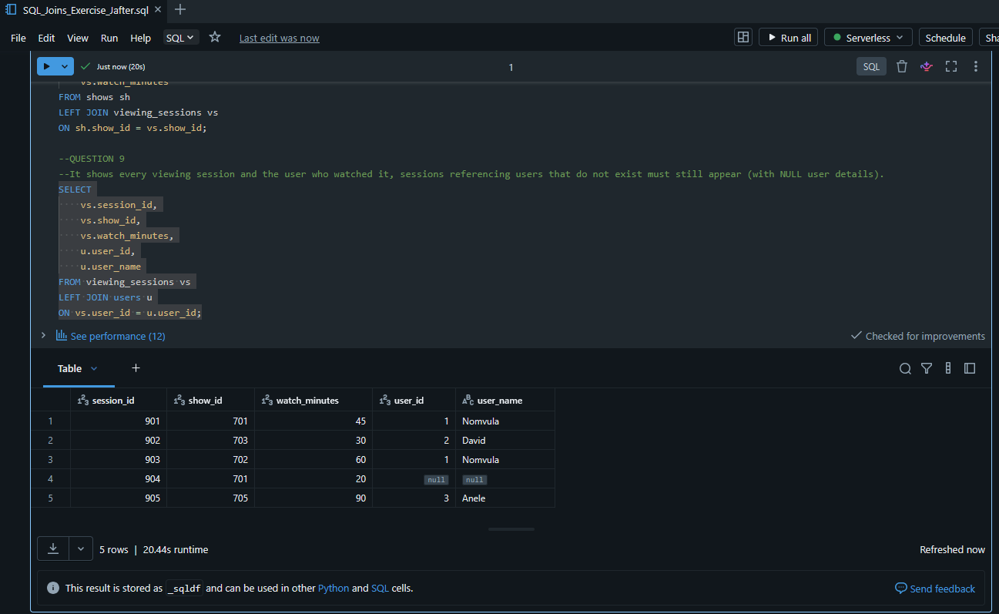 SQL_Joins_Exercise_Jafter.sql
File Edit View Run Help SQL Last edit was now Run all Serverless Schedule Sha
Just now (20s) 1 SQL
vs.watch_minutes
FROM shows sh
LEFT JOIN viewing_sessions vs
ON sh.show_id = vs.show_id;
--QUESTION 9
--It shows every viewing session and the user who watched it, sessions referencing users that do not exist must still appear (with NULL user details).
SELECT
vs.session_id,
vs.show_id,
vs.watch_minutes,
u.user_id,
u.user_name
FROM viewing_sessions vs
LEFT JOIN users u
ON vs.user_id = u.user_id;
See performance (12) Checked for improvements
Table
session_id show_id watch_minutes user_id user_name
1 901 701 45 1 Nomvula
2 902 703 30 2 David
3 903 702 60 1 Nomvula
4 904 701 20 null null
5 905 705 90 3 Anele
5 rows | 20.44s runtime Refreshed now
This result is stored as _sqldf and can be used in other Python and SQL cells. Send feedback